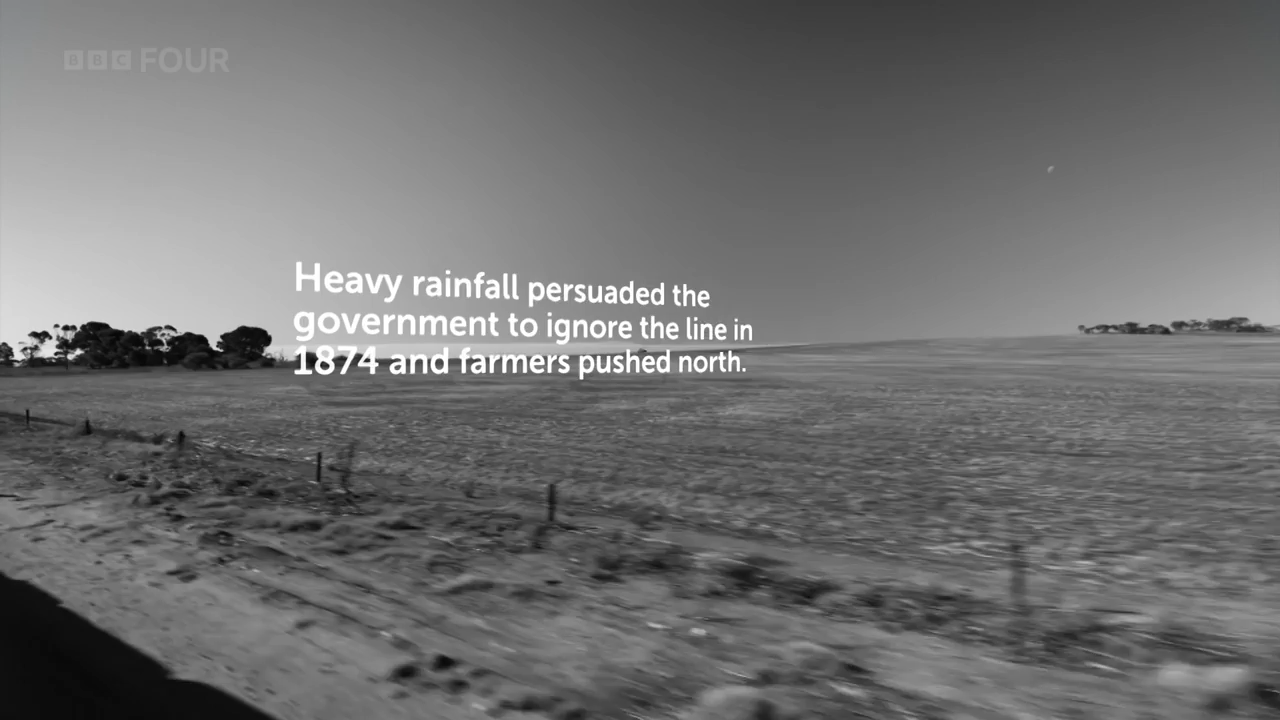 BBC FOUR
Heavy rainfall persuaded the
government to ignore the line in
1874 and farmers pushed north.